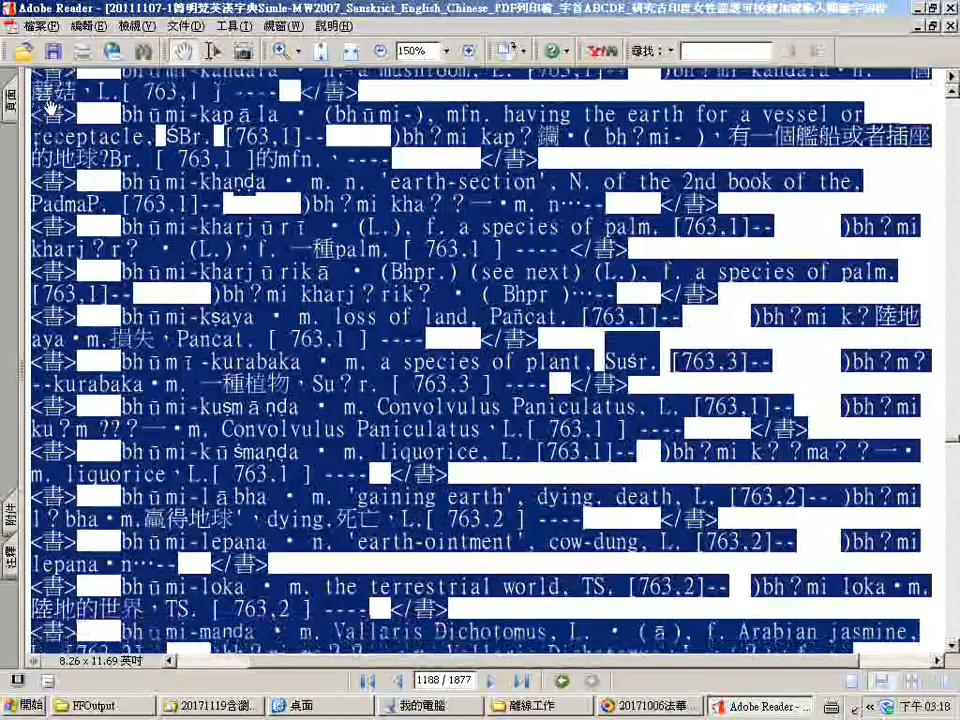 Adobe Reader - [20111107-1簡明梵英漢字典Simle-MW2007_Sanskrict_English_Chinese_PDF列印檔_字首ABCDE_研究古印度女性
檔案(F) 編輯(E) 檢視(V) 文件(D) 工具(T) 視窗(W) 說明(H)
150% 尋找：
頁面
蘑菇，L.[ 763,1 ] ---- </書>
<書> bhūmi-kapāla (bhūmi-), mfn. having the earth for a vessel or
receptacle, ŚBr. [763,1]-- )bh?mi kap?鑭‧( bh?mi- )，有一個艦船或者插座
的地球?Br. [ 763,1 ]的mfn.，---- </書>
<書> bhūmi-khaṇḍa ‧ m. n. 'earth-section', N. of the 2nd book of the,
PadmaP, [763,1]-- )bh?mi kha??一‧m. n…-- </書>
<書> bhūmi-kharjūrī ‧ (L.), f. a species of palm. [763,1]-- )bh?mi
kharj?r? ‧ (L.)，f. 一種palm. [ 763,1 ] ---- </書>
<書> bhūmi-kharjūrikā ‧ (Bhpr.) (see next) (L.), f. a species of palm,
[763,1]-- )bh?mi kharj?rik? ‧ ( Bhpr )…-- </書>
<書> bhūmi-kṣaya ‧ m. loss of land, Pañcat. [763,1]-- )bh?mi k?陸地
aya‧m.損失，Pancat. [ 763,1 ] ---- </書>
<書> bhūmī-kurabaka ‧ m. a species of plant, Suśr. [763,3]-- )bh?m?
--kurabaka‧m. 一種植物，Su?r. [ 763,3 ] ---- </書>
<書> bhūmi-kuṣmāṇḍa ‧ m. Convolvulus Paniculatus, L. [763,1]-- )bh?mi
ku?m ???一‧m. Convolvulus Paniculatus，L.[ 763,1 ] ---- </書>
<書> bhūmi-kūśmaṇḍa ‧ m. liquorice, L. [763,1]-- )bh?mi k??ma??一‧
m. liquorice，L.[ 763,1 ] ---- </書>
<書> bhūmi-lābha ‧ m. 'gaining earth', dying, death, L. [763,2]-- )bh?mi
l?bha‧m.贏得地球'，dying,死亡，L.[ 763,2 ] ---- </書>
<書> bhūmi-lepana ‧ n. 'earth-ointment', cow-dung, L. [763,2]-- )bh?mi
lepana‧n…-- </書>
<書> bhūmi-loka ‧ m. the terrestrial world, TS. [763,2]-- )bh?mi loka‧m.
陸地的世界，TS. [ 763,2 ] ---- </書>
<書> bhūmi-maṇḍa ‧ m. Vallaris Dichotomus, L. ‧ (ā), f. Arabian jasmine,
附件
注釋
8.26 x 11.69 英吋
1188 / 1877
開始 FFOutput 20171119含瀏... 桌面 我的電腦 離線工作 20171006法華... Adobe Reader - ... 下午 03:18